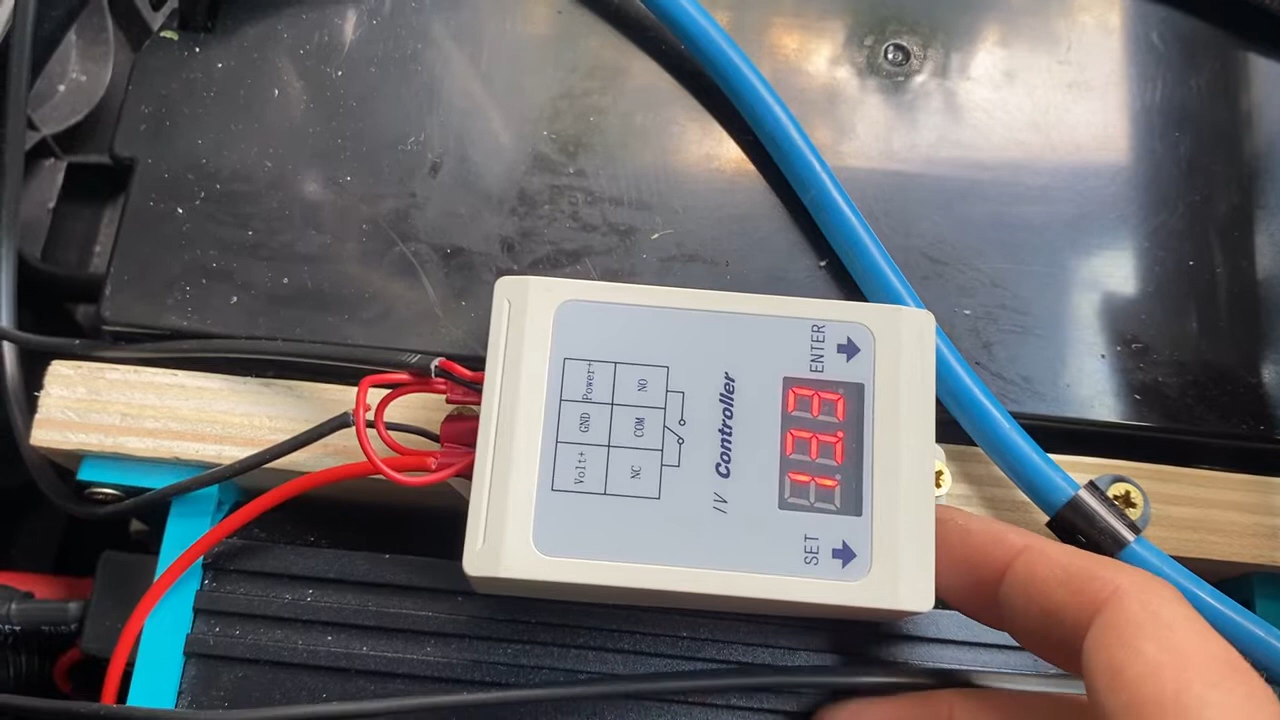 Volt+ GND Power+
NC COM NO
/V Controller
SET ENTER